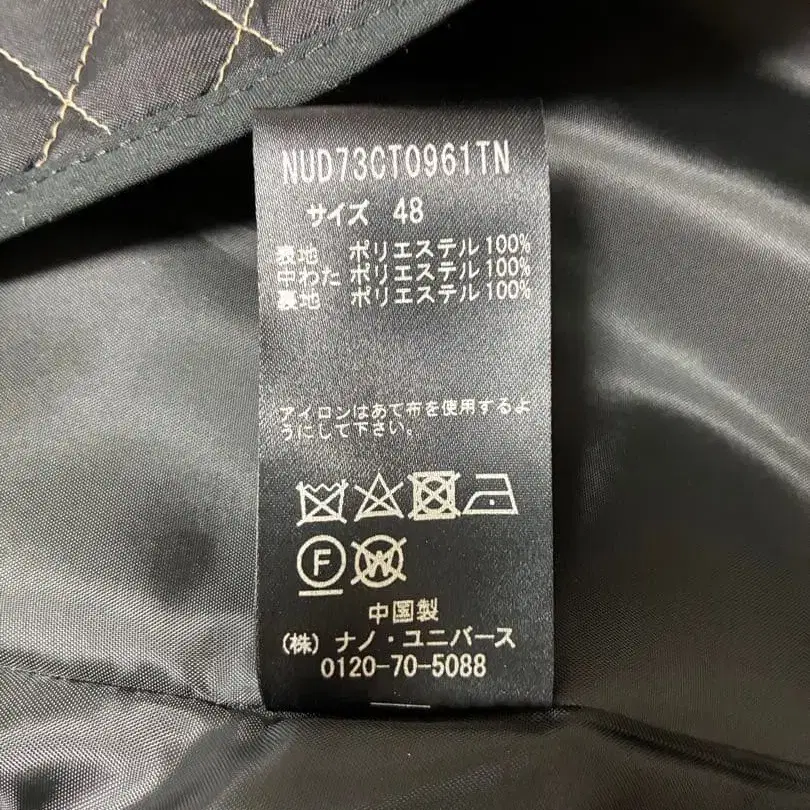 NUD73CT0961TN
サイズ 48
表地 ポリエステル100%
中わた ポリエステル100%
裏地 ポリエステル100%
アイロンはあて布を使用するよ
うにして下さい。
F W
中国製
(株) ナノ・ユニバース
0120-70-5088